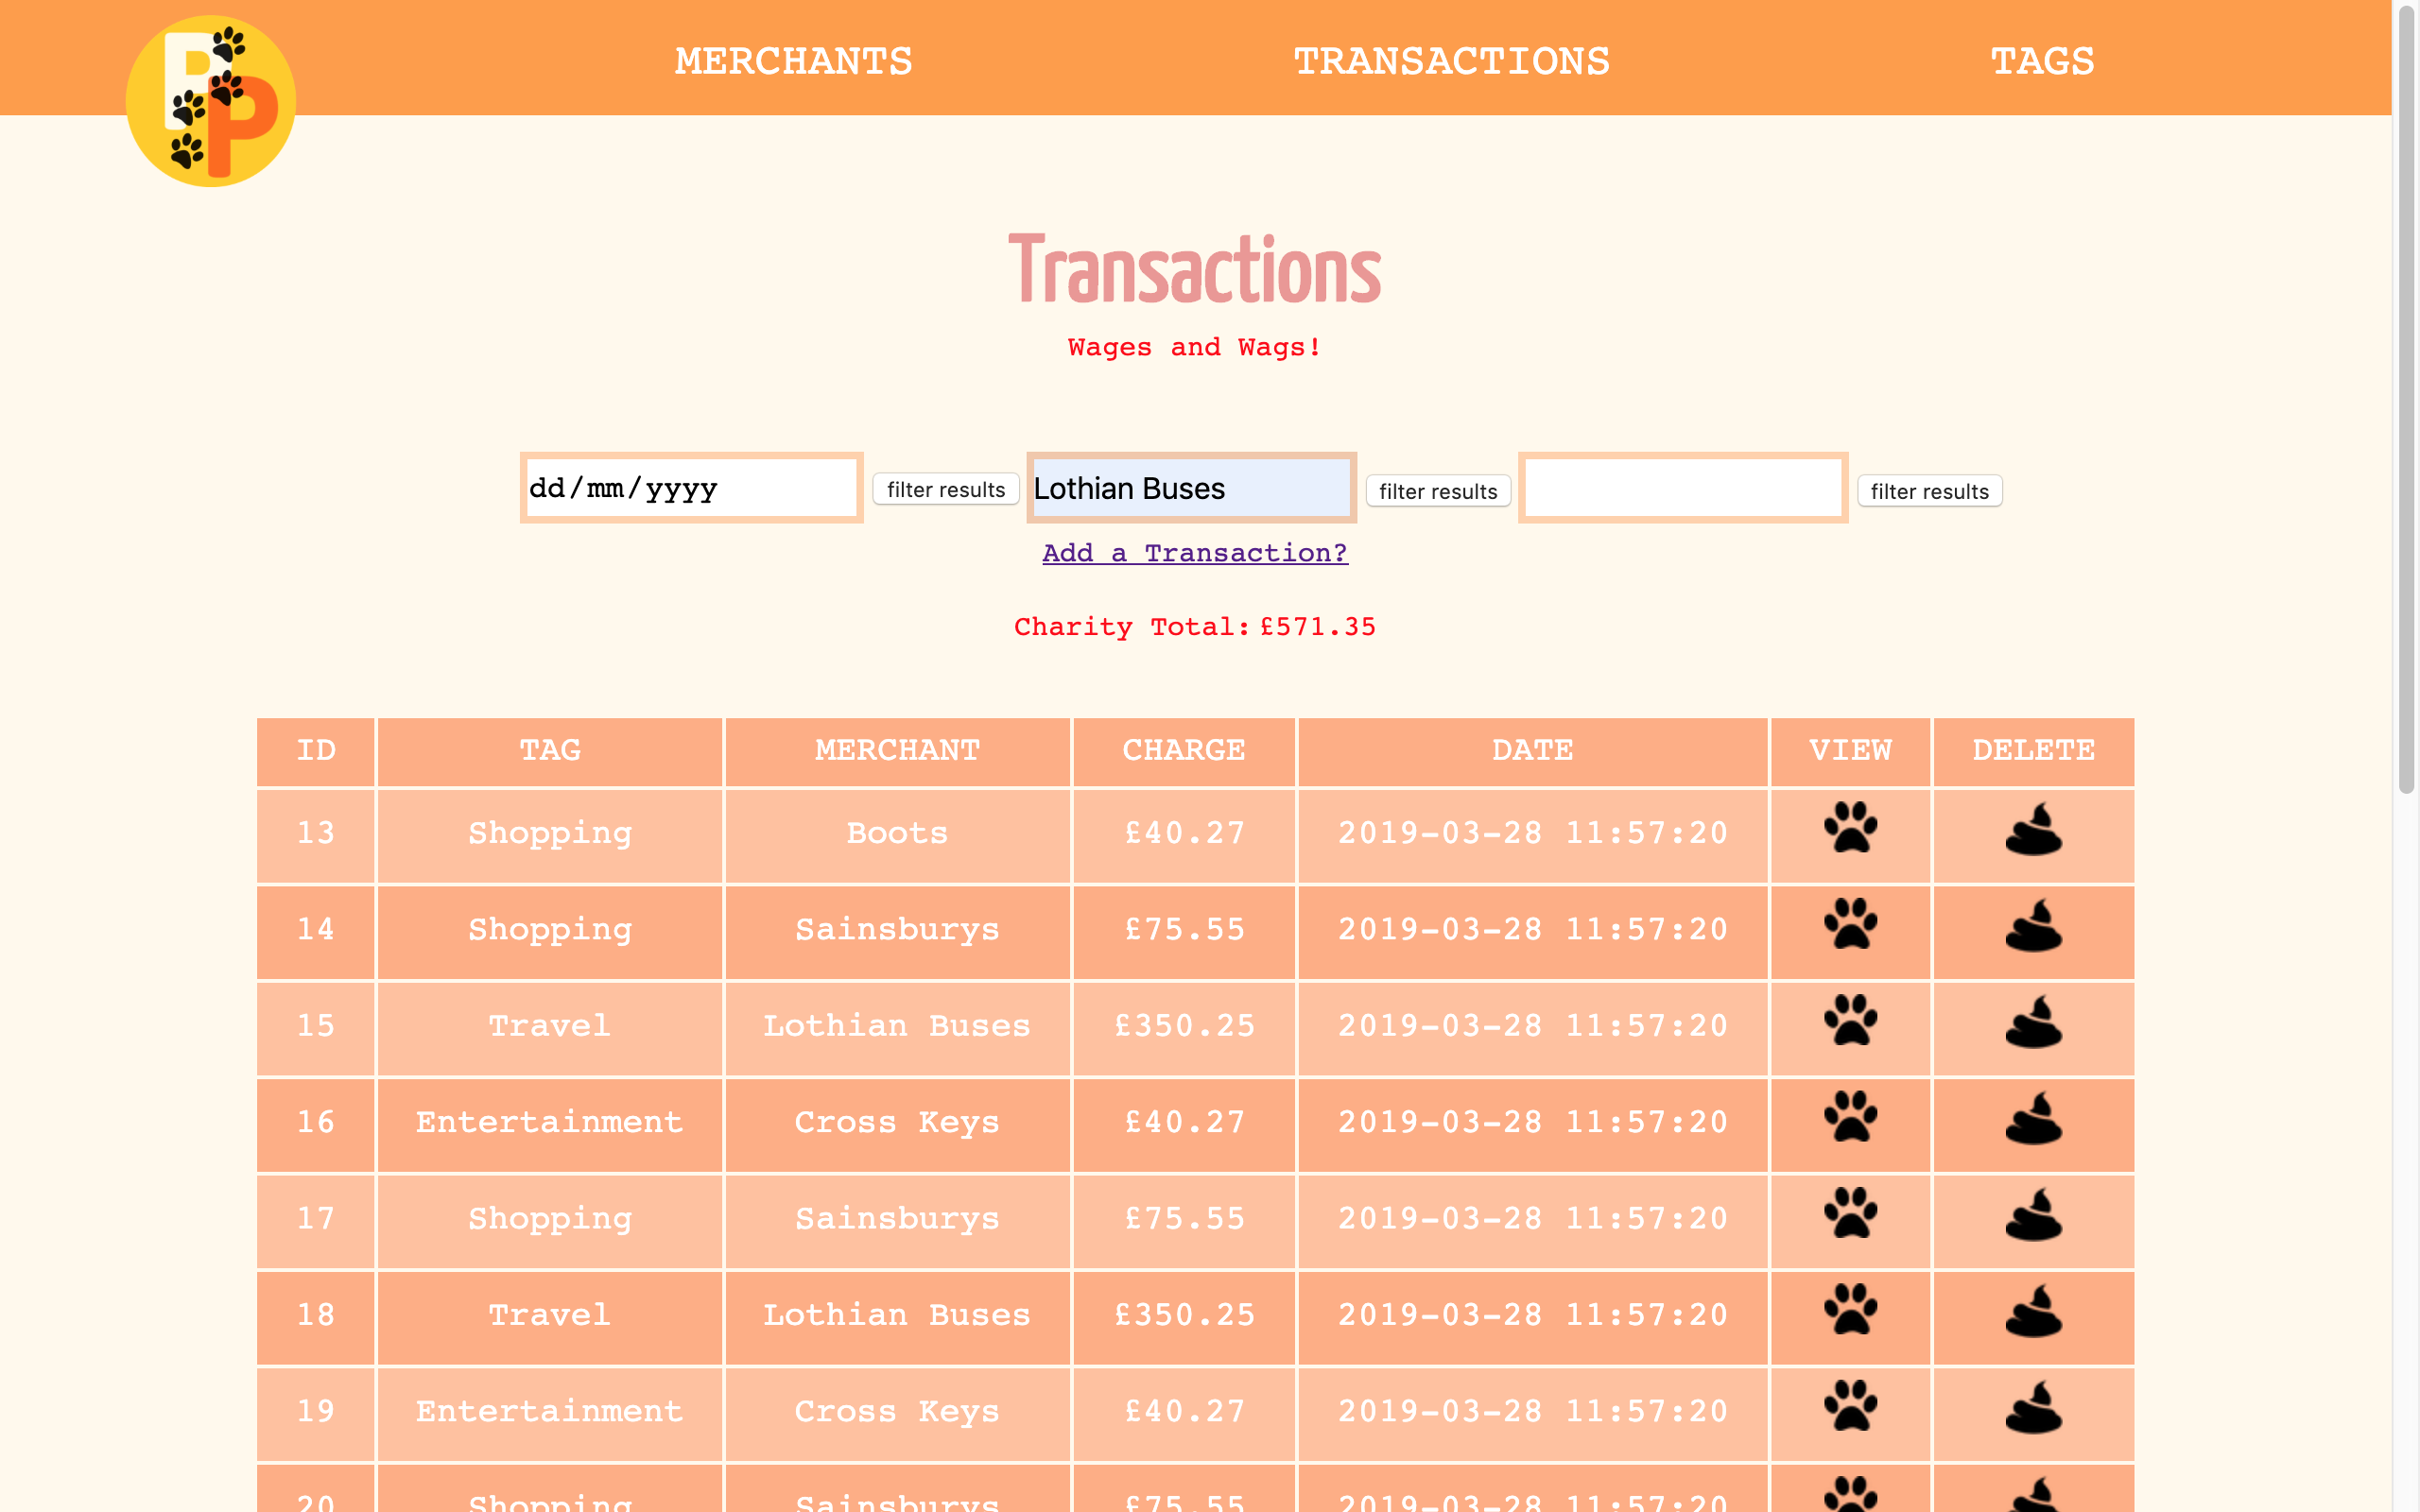 PP
MERCHANTS TRANSACTIONS TAGS
Transactions
Wages and Wags!
dd/mm/yyyy filter results Lothian Buses filter results filter results
Add a Transaction?
Charity Total: £571.35
ID TAG MERCHANT CHARGE DATE VIEW DELETE
13 Shopping Boots £40.27 2019-03-28 11:57:20
14 Shopping Sainsburys £75.55 2019-03-28 11:57:20
15 Travel Lothian Buses £350.25 2019-03-28 11:57:20
16 Entertainment Cross Keys £40.27 2019-03-28 11:57:20
17 Shopping Sainsburys £75.55 2019-03-28 11:57:20
18 Travel Lothian Buses £350.25 2019-03-28 11:57:20
19 Entertainment Cross Keys £40.27 2019-03-28 11:57:20
20 Shopping Sainsburys £75.55 2019-03-28 11:57:20